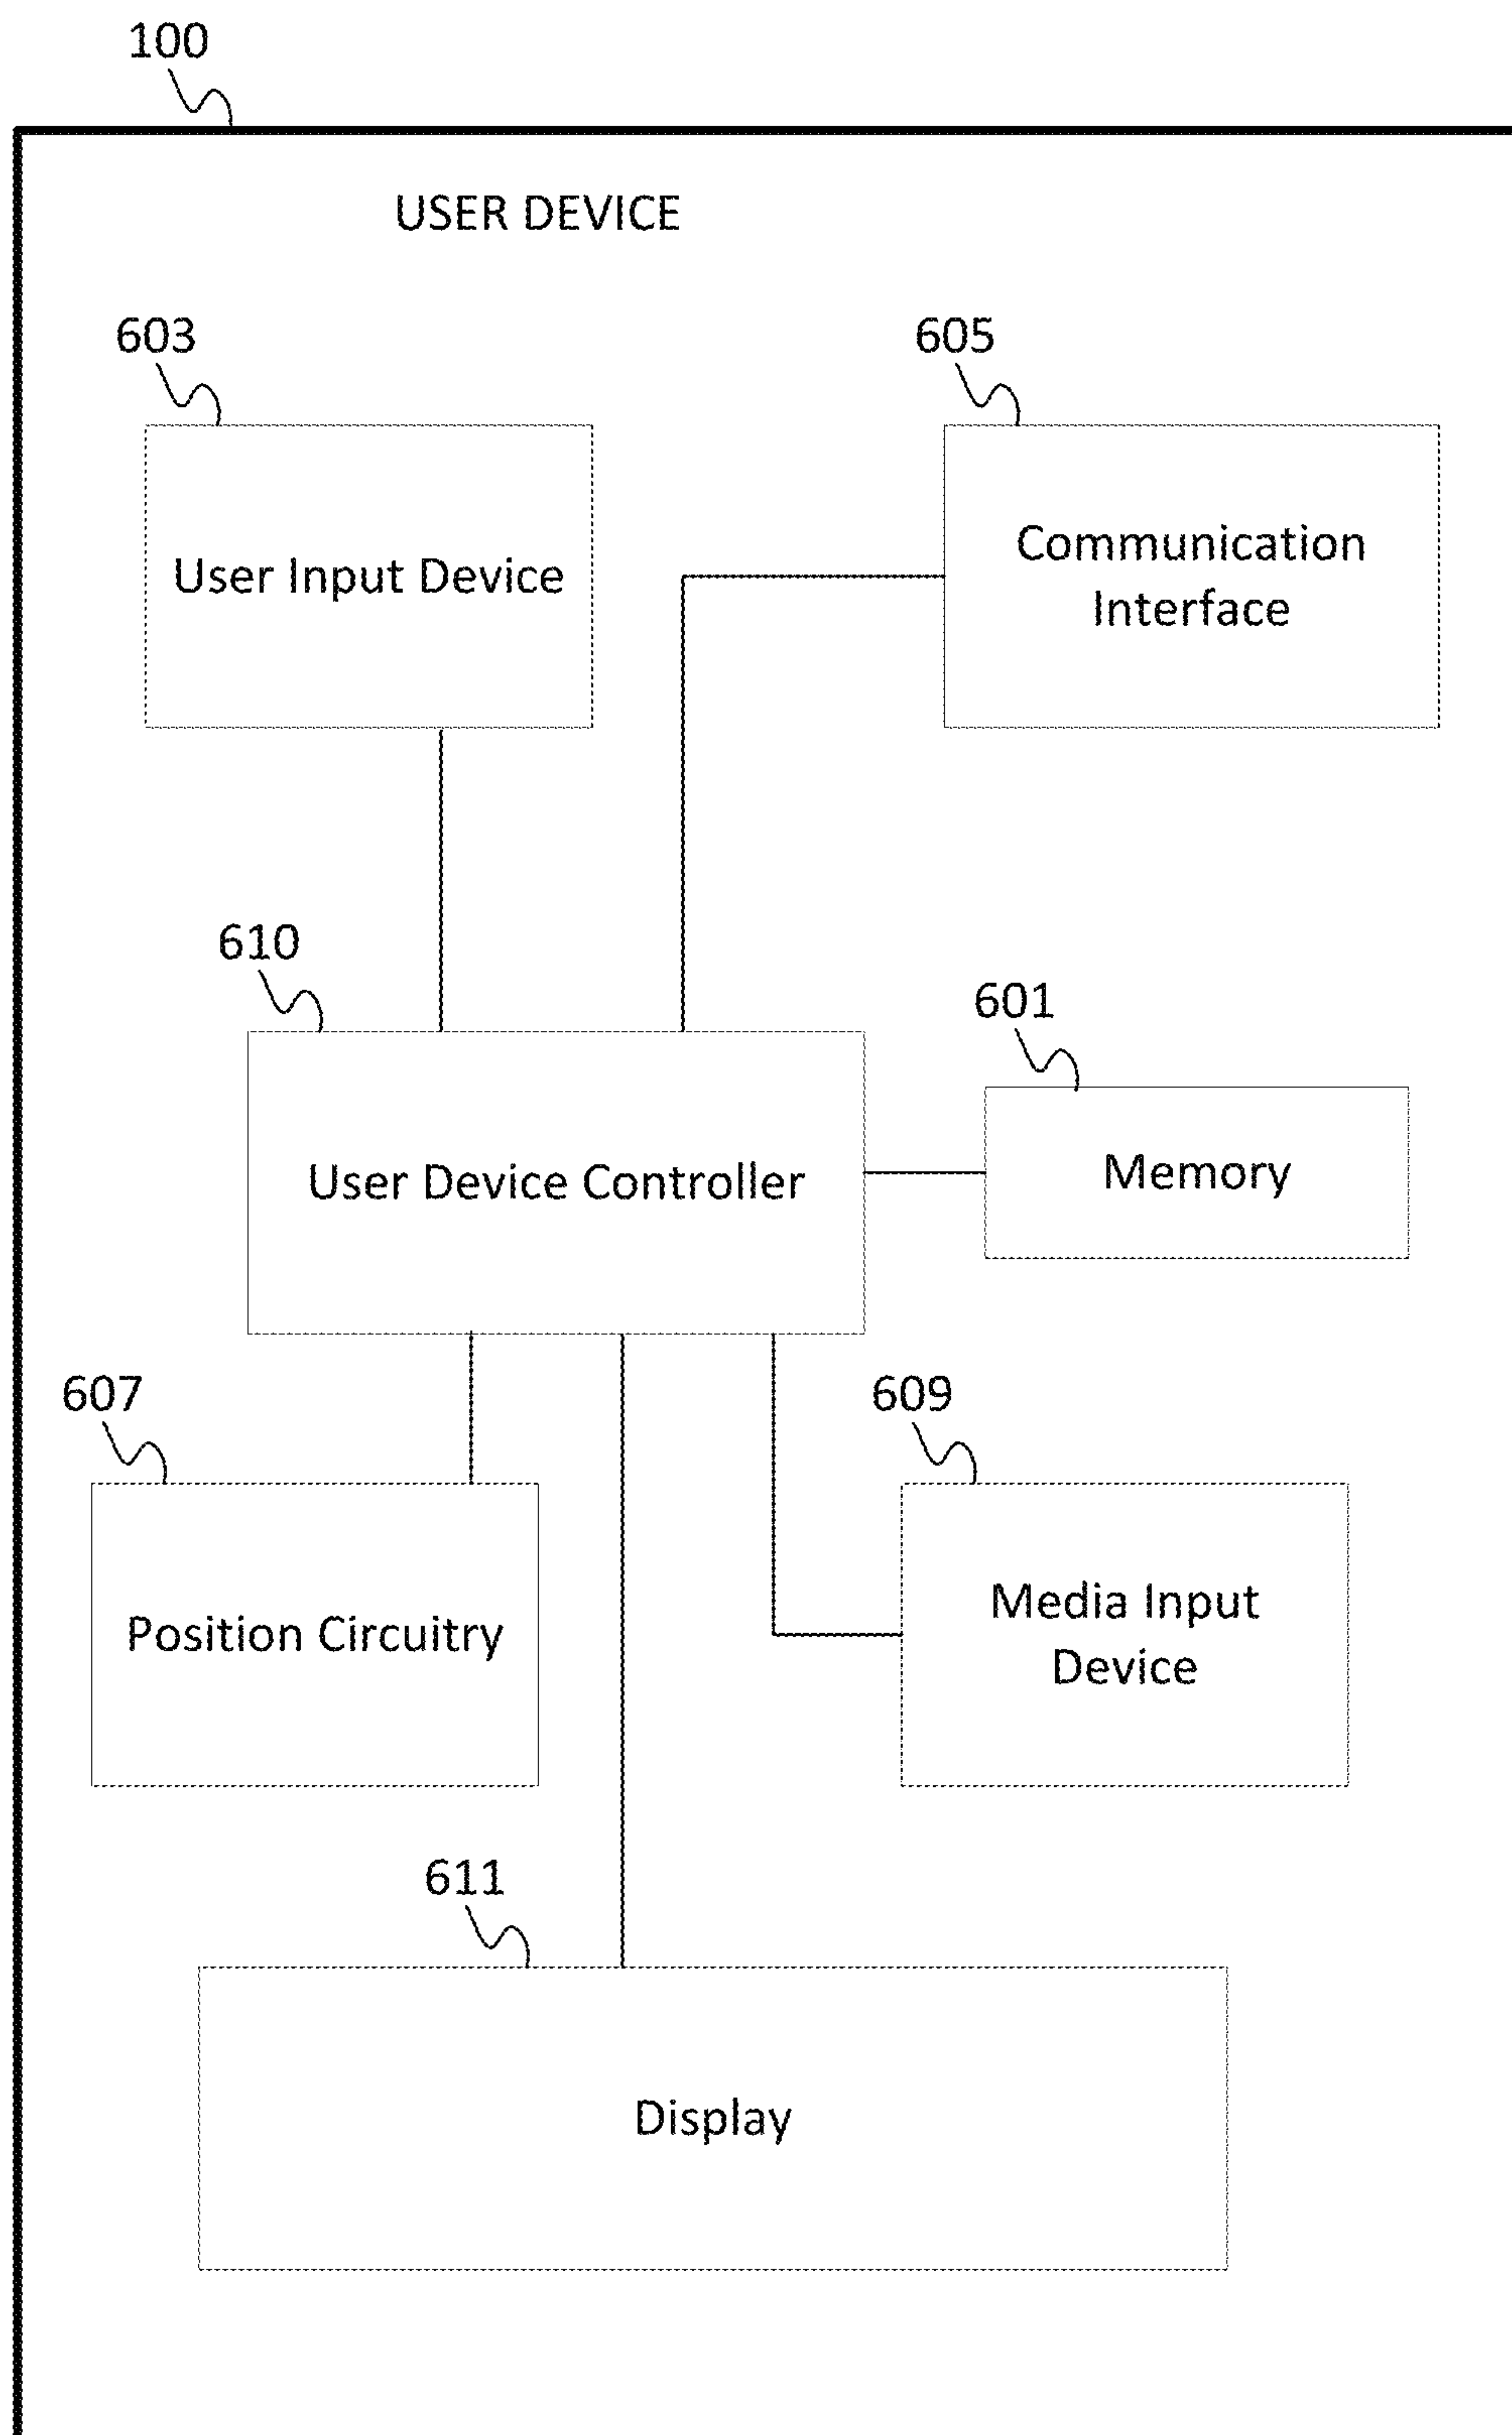 100
USER DEVICE
603
User Input Device
605
Communication
Interface
610
User Device Controller
601
Memory
607
Position Circuitry
609
Media Input
Device
611
Display